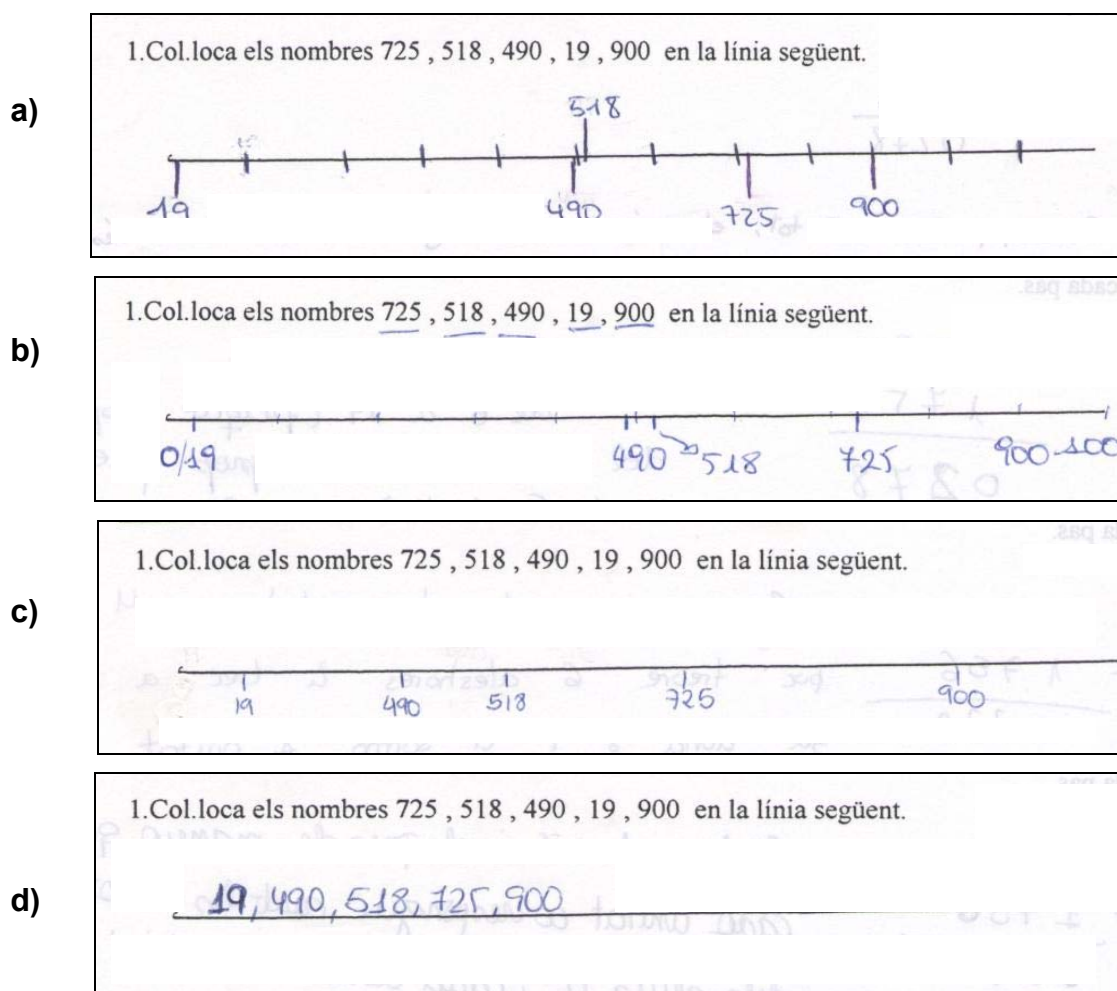 a)
1.Col.loca els nombres 725 , 518 , 490 , 19 , 900 en la línia següent.
518
19 490 725 900
b)
1.Col.loca els nombres 725 , 518 , 490 , 19 , 900 en la línia següent.
0/19 490 518 725 900 100
c)
1.Col.loca els nombres 725 , 518 , 490 , 19 , 900 en la línia següent.
19 490 518 725 900
d)
1.Col.loca els nombres 725 , 518 , 490 , 19 , 900 en la línia següent.
19, 490, 518, 725, 900